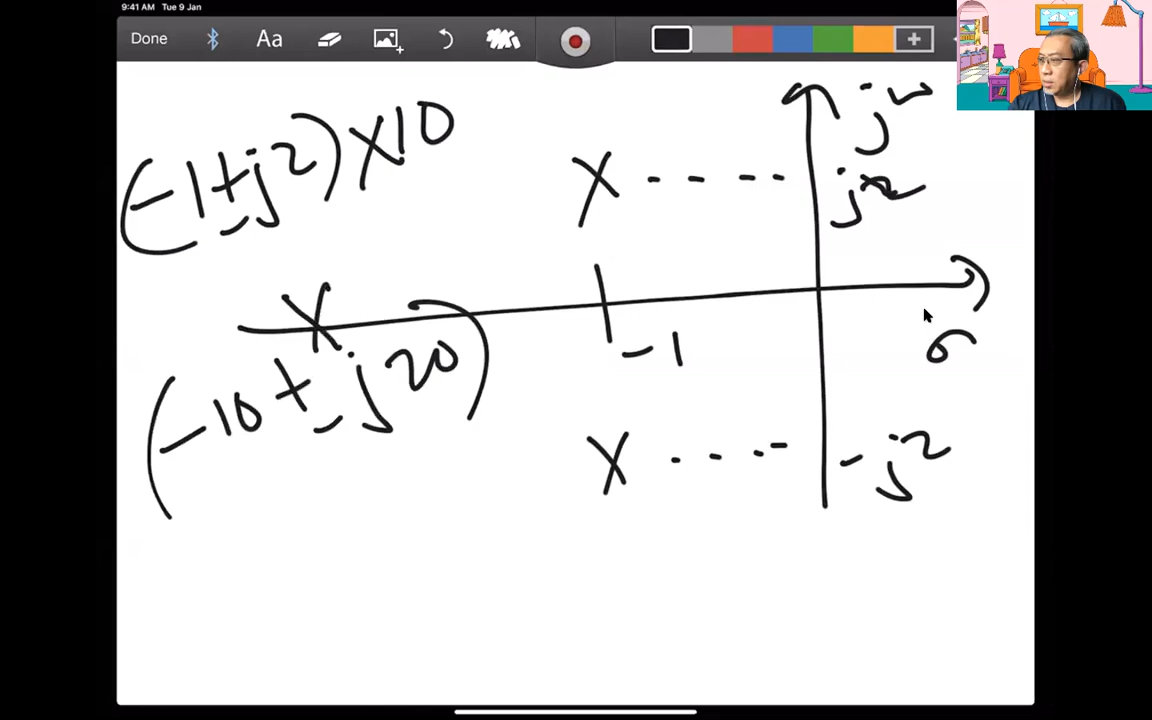 9:41 AM Tue 9 Jan
Done Aa
(-1±j2)×10
jω
j2
-1
σ
(-10±j20)
-j2